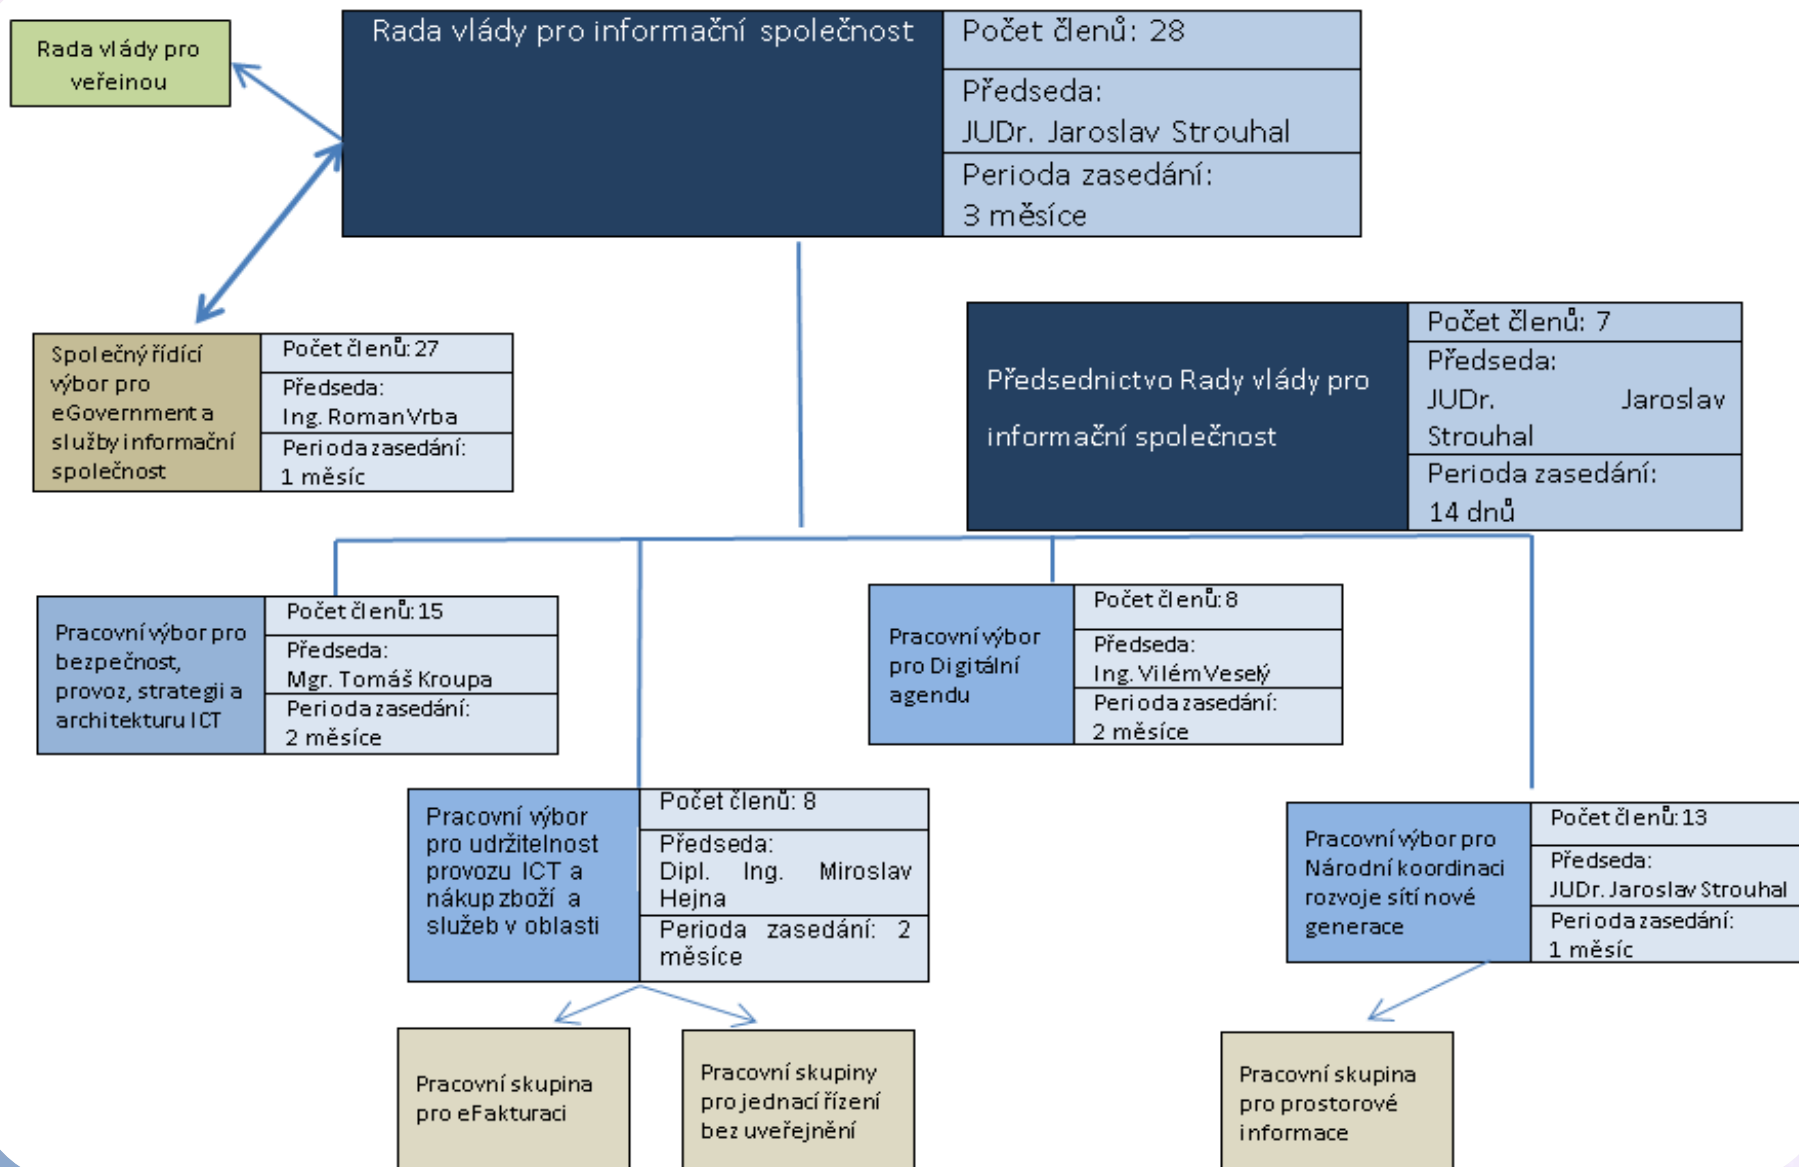 Rada vlády pro
veřeinou
Rada vlády pro informační společnost
Počet členů: 28
Předseda:
JUDr. Jaroslav Strouhal
Perioda zasedání:
3 měsíce
Společný řídící
výbor pro
eGovernment a
služby informační
společnost
Počet členů: 27
Předseda:
Ing. Roman Vrba
Perioda zasedání:
1 měsíc
Předsednictvo Rady vlády pro
informační společnost
Počet členů: 7
Předseda:
JUDr. Jaroslav
Strouhal
Perioda zasedání:
14 dnů
Pracovní výbor pro
bezpečnost,
provoz, strategii a
architekturu ICT
Počet členů: 15
Předseda:
Mgr. Tomáš Kroupa
Perioda zasedání:
2 měsíce
Pracovní výbor
pro Digitální
agendu
Počet členů: 8
Předseda:
Ing. Vilém Veselý
Perioda zasedání:
2 měsíce
Pracovní výbor
pro udržitelnost
provozu ICT a
nákup zboží a
služeb v oblasti
Počet členů: 8
Předseda:
Dipl. Ing. Miroslav
Hejna
Perioda zasedání: 2
měsíce
Pracovní výbor pro
Národní koordinaci
rozvoje sítí nové
generace
Počet členů: 13
Předseda:
JUDr. Jaroslav Strouhal
Perioda zasedání:
1 měsíc
Pracovní skupina
pro eFakturaci
Pracovní skupiny
pro jednací řízení
bez uveřejnění
Pracovní skupina
pro prostorové
informace